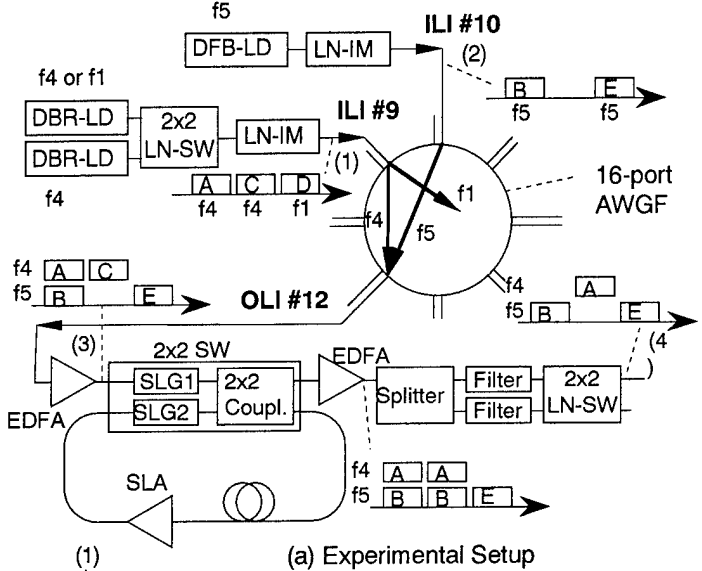 f5
ILI #10
DFB-LD
LN-IM
(2)
B
E
f5
f5
f4 or f1
ILI #9
DBR-LD
2x2
LN-SW
LN-IM
DBR-LD
(1)
f4
A
C
D
f4
f4
f1
f1
f4
f5
16-port
AWGF
f4
A
C
f5
B
E
OLI #12
f4
A
f5
B
E
(3)
2x2 SW
EDFA
(4
)
EDFA
SLG1
2x2
Coupl.
SLG2
Splitter
Filter
Filter
2x2
LN-SW
SLA
f4
A
A
f5
B
B
E
(1)
(a) Experimental Setup